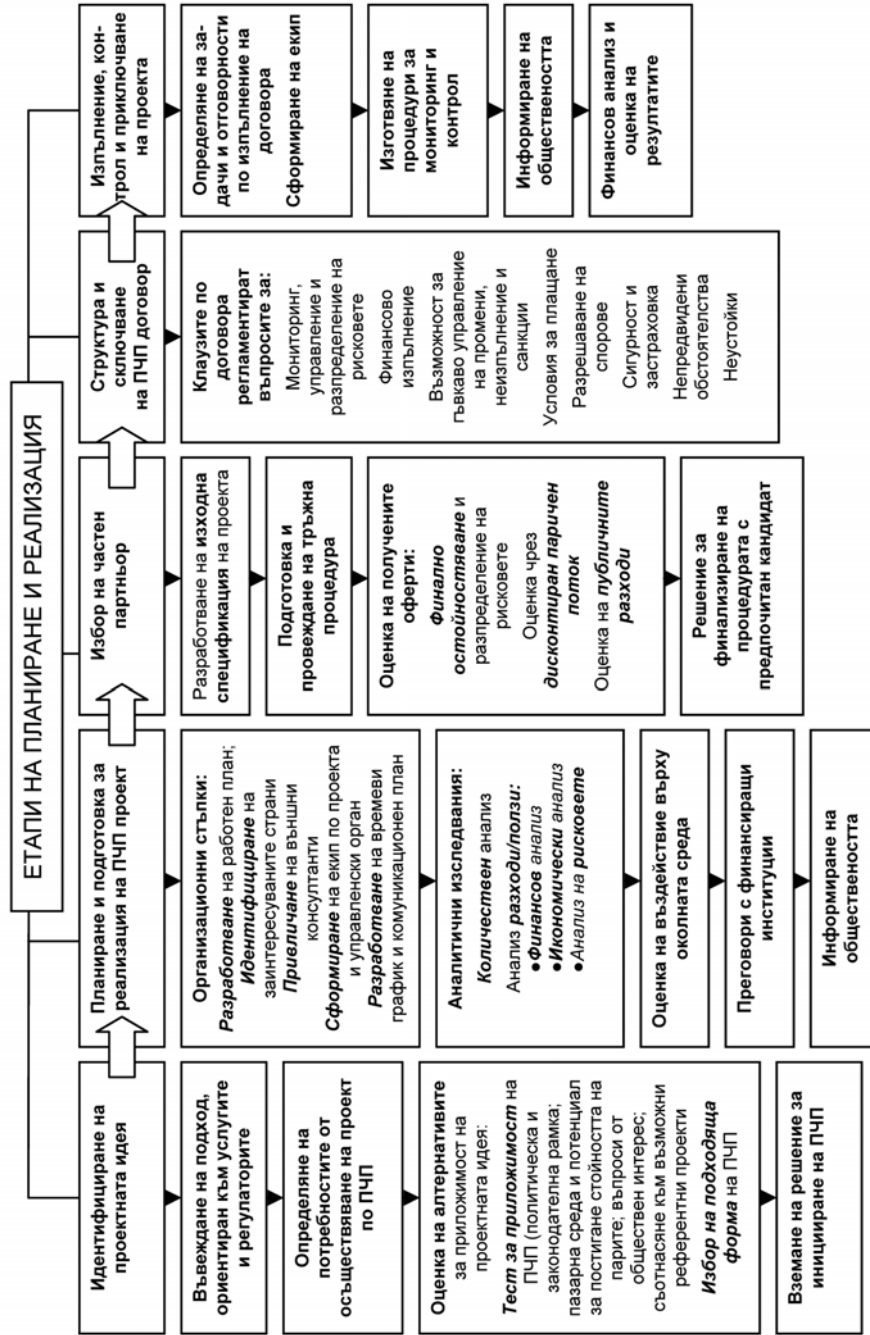 ЕТАПИ НА ПЛАНИРАНЕ И РЕАЛИЗАЦИЯ
Идентифициране на
проектната идея
Въвеждане на подход,
ориентиран към услугите
и регулаторите
Определяне на
потребностите от
осъществяване на проект
по ПЧП
Оценка на алтернативите
за приложимост на
проектната идея:
Тест за приложимост на
ПЧП (политическа и
законодателна рамка;
пазарна среда и потенциал
за постигане стойността на
парите; въпроси от
обществен интерес;
съотнасяне към възможни
референтни проекти
Избор на подходяща
форма на ПЧП
Вземане на решение за
иницииране на ПЧП
Планиране и подготовка за
реализация на ПЧП проект
Организационни стъпки:
Разработване на работен план;
Идентифициране на
заинтересуваните страни
Привличане на външни
консултанти
Сформиране на екип по проекта
и управленски орган
Разработване на времеви
график и комуникационен план
Аналитични изследвания:
Количествен анализ
Анализ разходи/ползи:
●Финансов анализ
●Икономически анализ
●Анализ на рисковете
Оценка на въздействие върху
околната среда
Преговори с финансиращи
институции
Информиране на
обществеността
Избор на частен
партньор
Разработване на изходна
спецификация на проекта
Подготовка и
провеждане на тръжна
процедура
Оценка на получените
оферти:
Финално
остойностяване и
разпределение на
рисковете
Оценка чрез
дисконтиран паричен
поток
Оценка на публичните
разходи
Решение за
финализиране на
процедурата с
предпочитан кандидат
Структура и
сключване
на ПЧП договор
Клаузите по
договора
регламентират
въпросите за:
Мониторинг,
управление и
разпределение на
рисковете
Финансово
изпълнение
Възможност за
гъвкаво управление
на промени,
неизпълнение и
санкции
Условия за плащане
Разрешаване на
спорове
Сигурност и
застраховка
Непредвидени
обстоятелства
Неустойки
Изпълнение, кон-
трол и приключване
на проекта
Определяне на за-
дачи и отговорности
по изпълнение на
договора
Сформиране на екип
Изготвяне на
процедури за
мониторинг и
контрол
Информиране на
обществеността
Финансов анализ и
оценка на
резултатите